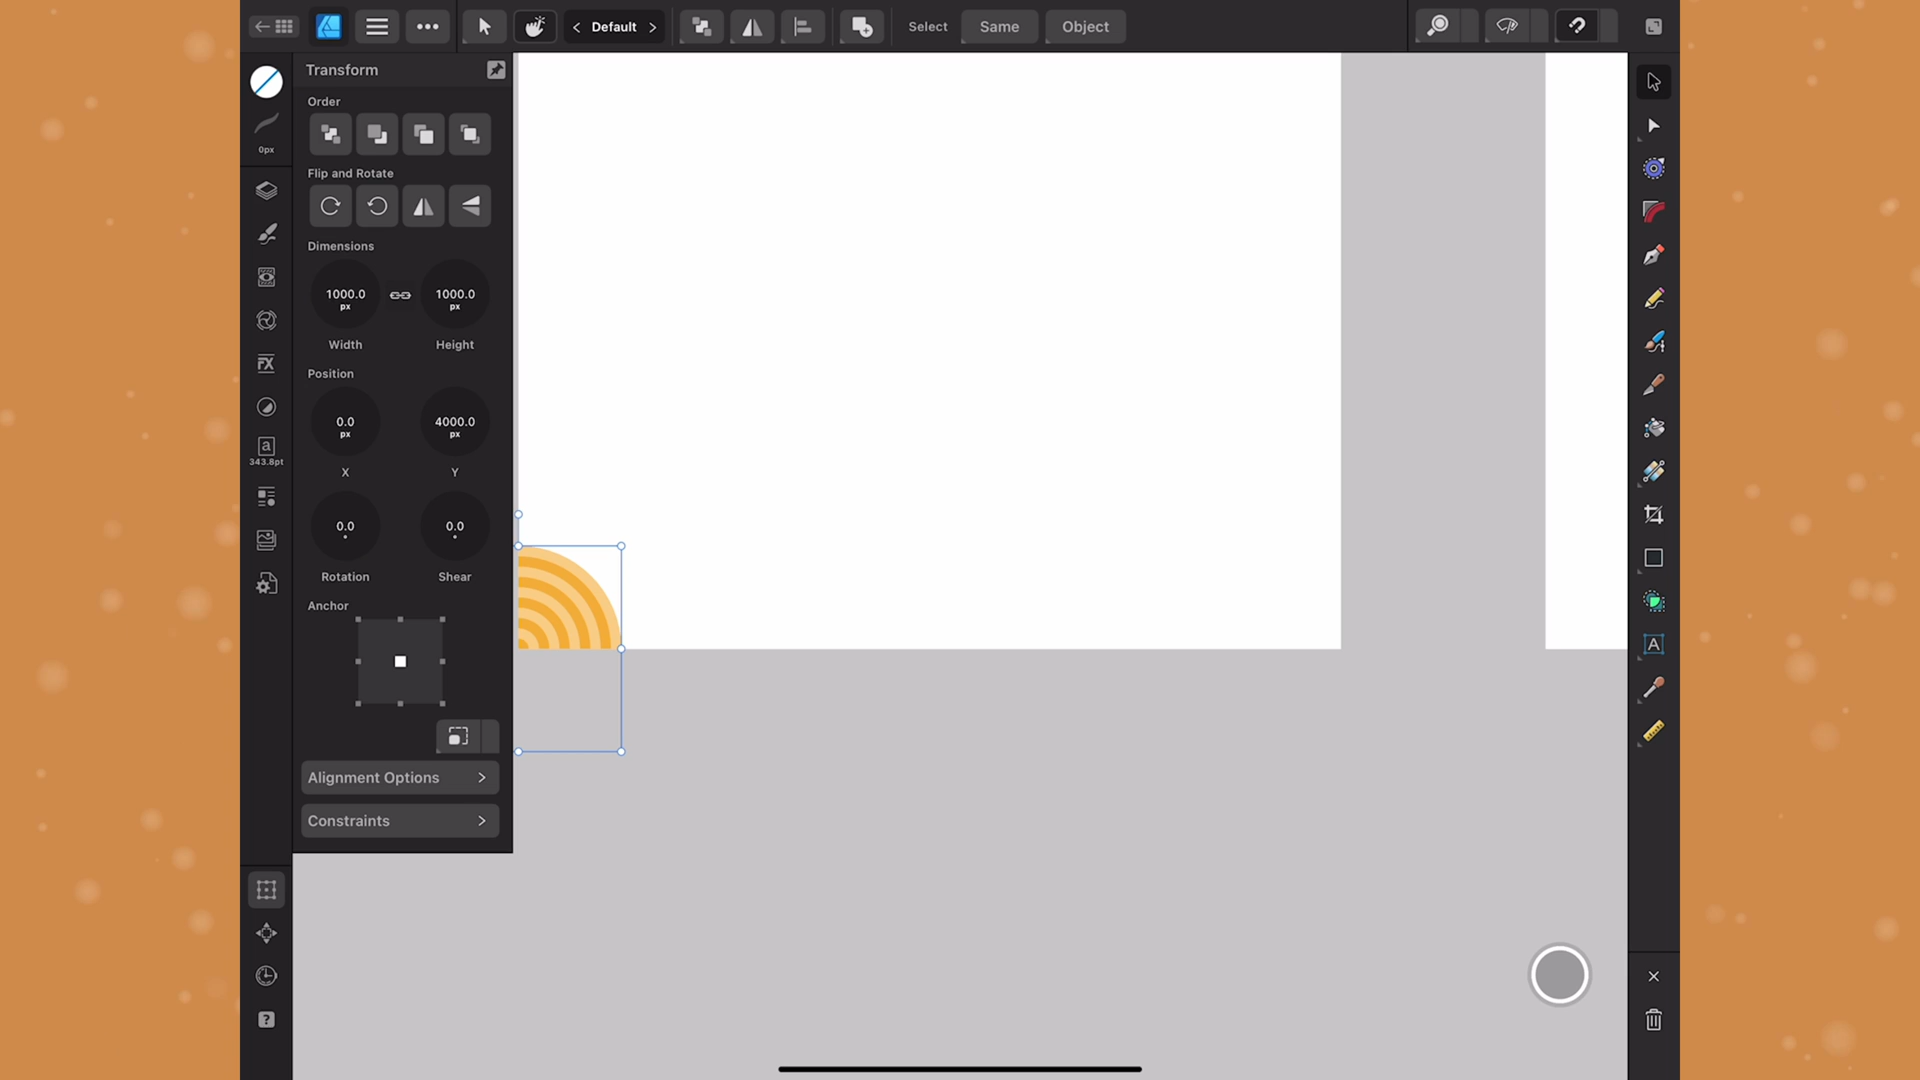 Default
Select
Same
Object
Transform
Order
0px
Flip and Rotate
Dimensions
1000.0
px
1000.0
px
Width
Height
FX
Position
0.0
px
4000.0
px
a
343.8pt
X
Y
0.0
°
0.0
°
Rotation
Shear
Anchor
A
Alignment Options
Constraints
?